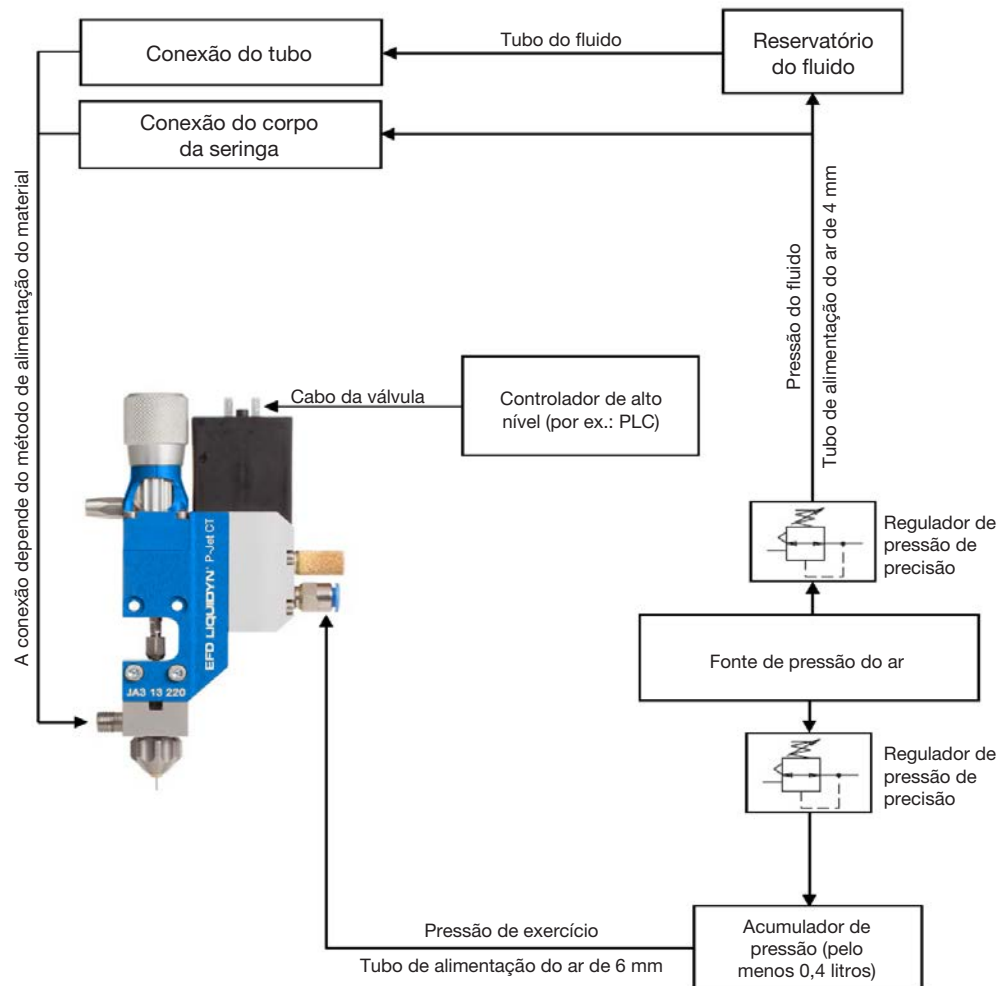 Conexão do tubo
Tubo do fluido
Reservatório
do fluido
Conexão do corpo
da seringa
A conexão depende do método de alimentação do material
Pressão do fluido
Tubo de alimentação do ar de 4 mm
Cabo da válvula
Controlador de alto
nível (por ex.: PLC)
EFD LIQUIDYN® P-Jet CT
JA3 13 220
Regulador de
pressão de
precisão
Fonte de pressão do ar
Regulador de
pressão de
precisão
Pressão de exercício
Tubo de alimentação do ar de 6 mm
Acumulador de
pressão (pelo
menos 0,4 litros)